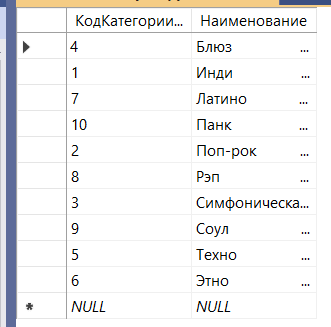 КодКатегории... Наименование
4 Блюз ...
1 Инди ...
7 Латино ...
10 Панк ...
2 Поп-рок ...
8 Рэп ...
3 Симфоническа...
9 Соул ...
5 Техно ...
6 Этно ...
* NULL NULL